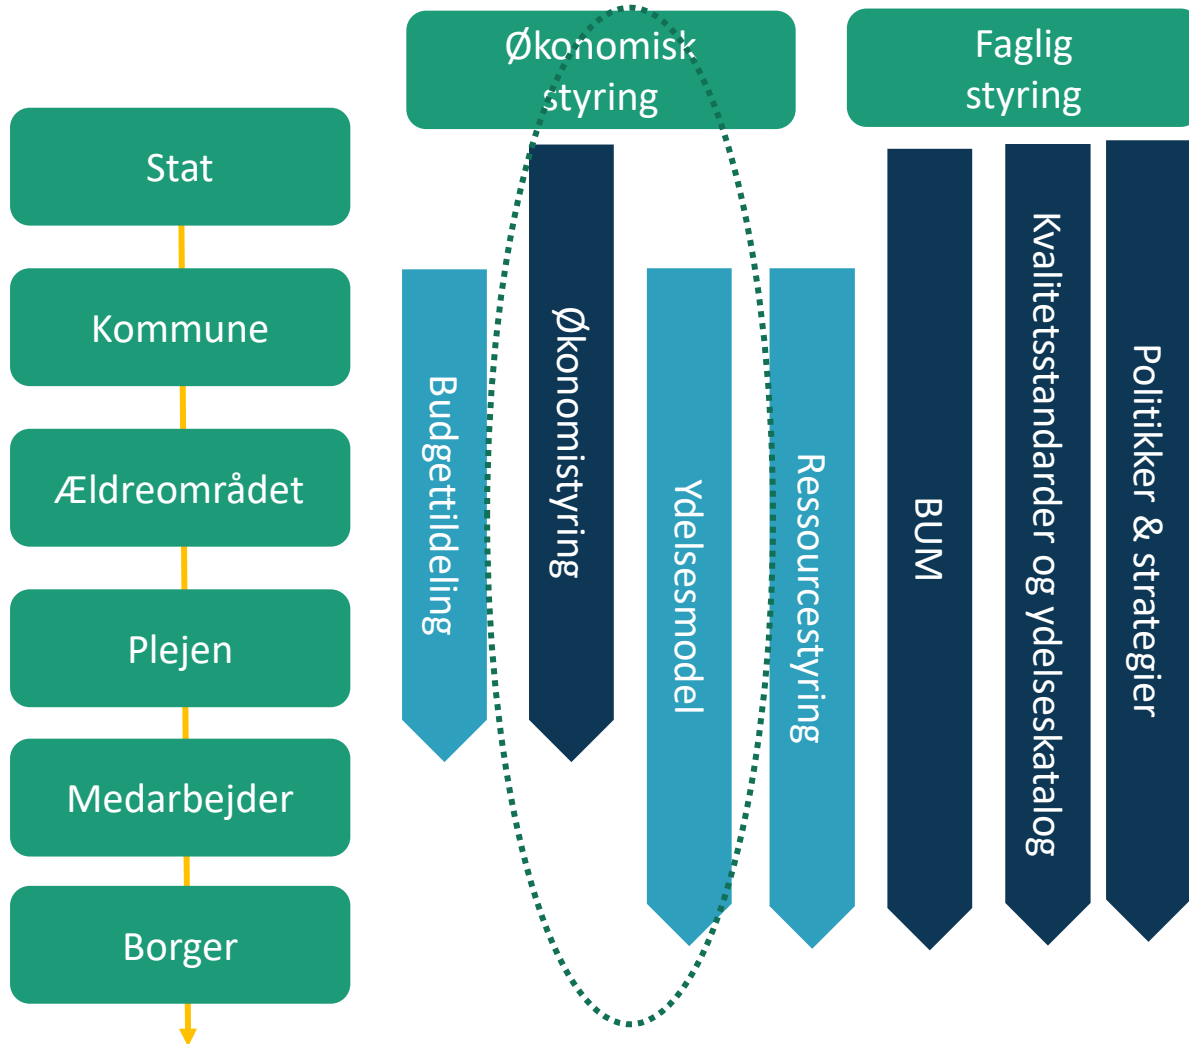 Økonomisk
styring
Faglig
styring
Stat
Kommune
Ældreområdet
Plejen
Medarbejder
Borger
Budgettildeling
Økonomistyring
Ydelsesmodel
Ressourcestyring
BUM
Kvalitetsstandarder og ydelseskatalog
Politikker & strategier